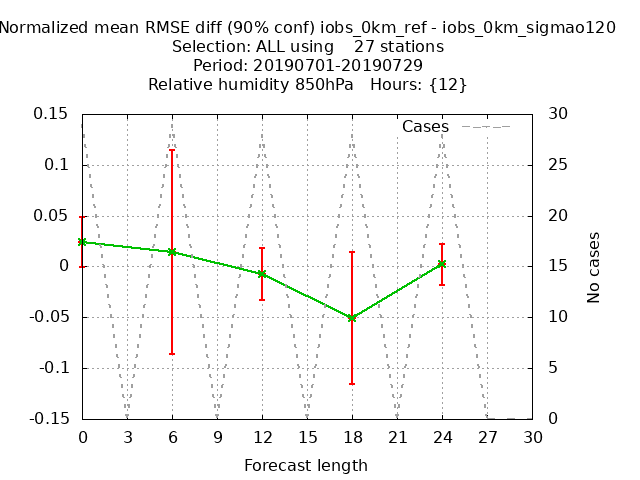 Normalized mean RMSE diff (90% conf) iobs_0km_ref - iobs_0km_sigmao120
Selection: ALL using    27 stations
Period: 20190701-20190729
Relative humidity 850hPa   Hours: {12}
0.15
0.1
0.05
0
-0.05
-0.1
-0.15
Cases
30
25
20
15
10
5
0
No cases
0 3 6 9 12 15 18 21 24 27 30
Forecast length